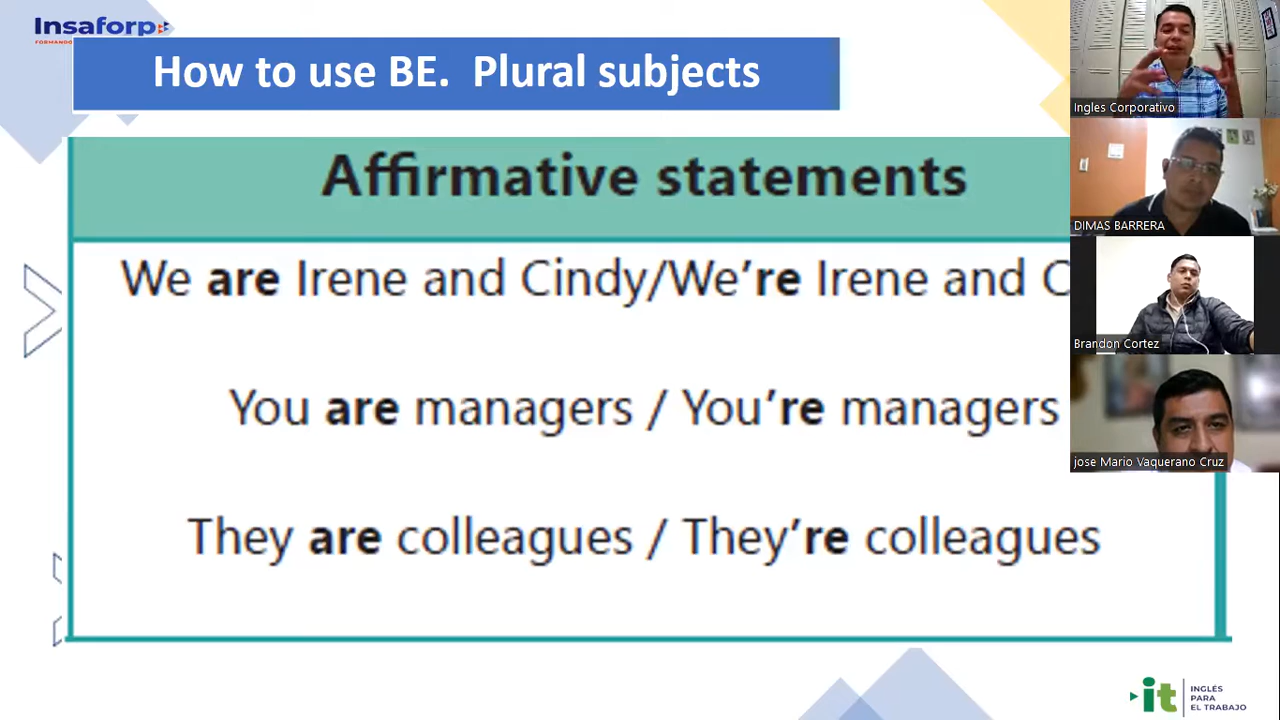 Insaforp
How to use BE. Plural subjects
Affirmative statements
We are Irene and Cindy/We're Irene and C
You are managers / You're managers
They are colleagues / They're colleagues
Ingles Corporativo
DIMAS BARRERA
Brandon Cortez
jose Mario Vaquerano Cruz
it
INGLÉS
PARA
EL TRABAJO